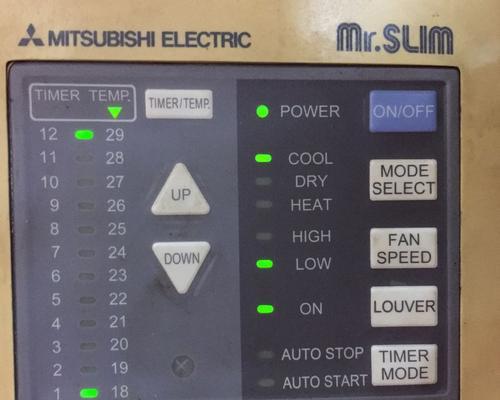 MITSUBISHI ELECTRIC
Mr.SLIM
TIMER TEMP.
TIMER/TEMP.
12 29
11 28
10 27
9 26
8 25
7 24
6 23
5 22
4 21
3 20
2 19
1 18
UP
DOWN
POWER
ON/OFF
COOL
DRY
HEAT
MODE
SELECT
HIGH
LOW
FAN
SPEED
ON
LOUVER
AUTO STOP
AUTO START
TIMER
MODE